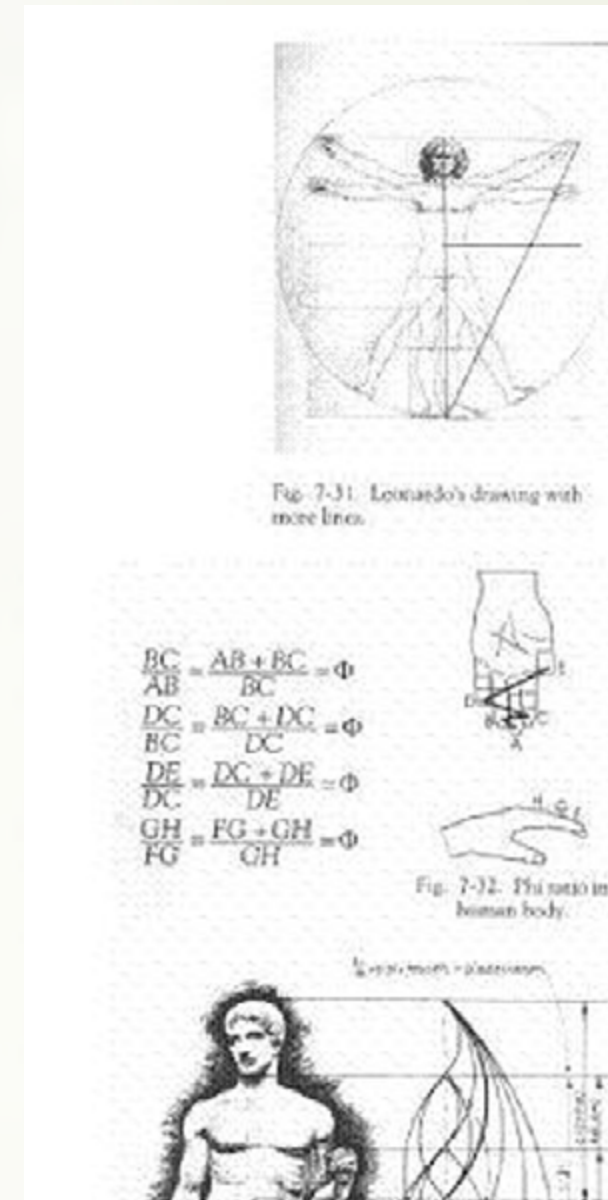 Fig. 7-31. Leonardo's drawing with
more lines.
BC/AB = AB + BC/BC = Φ
DC/BC = BC + DC/DC = Φ
DE/DC = DC + DE/DE = Φ
GH/FG = FG + GH/GH = Φ
E
D
B
C
A
H
G
F
Fig. 7-32. Phi ratio in
human body.